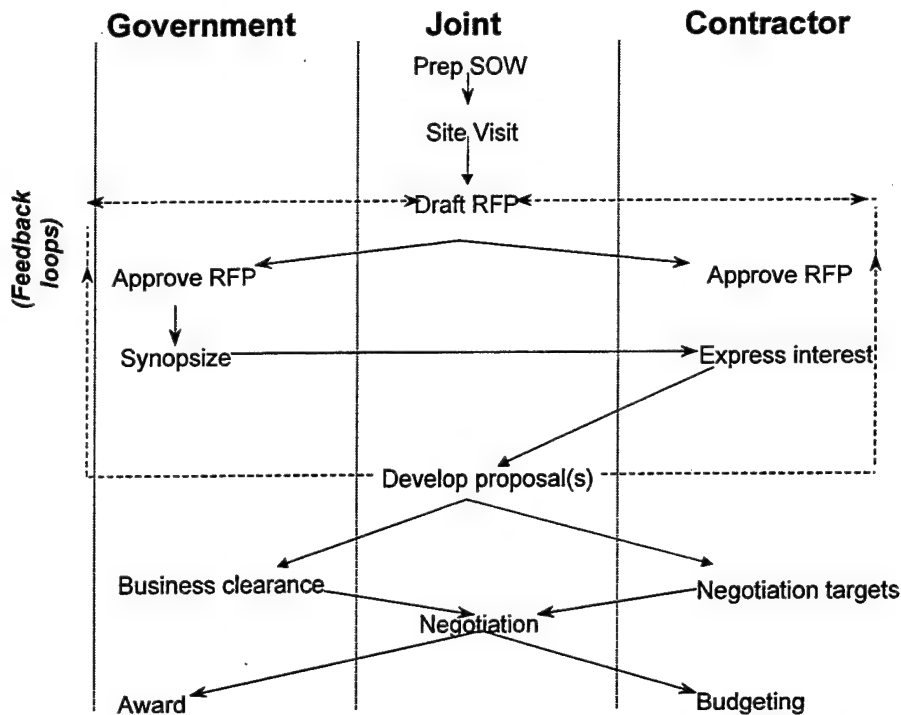 Government
Joint
Contractor
Prep SOW
Site Visit
Draft RFP
(Feedback
loops)
Approve RFP
Approve RFP
Synopsize
Express interest
Develop proposal(s)
Business clearance
Negotiation targets
Negotiation
Award
Budgeting